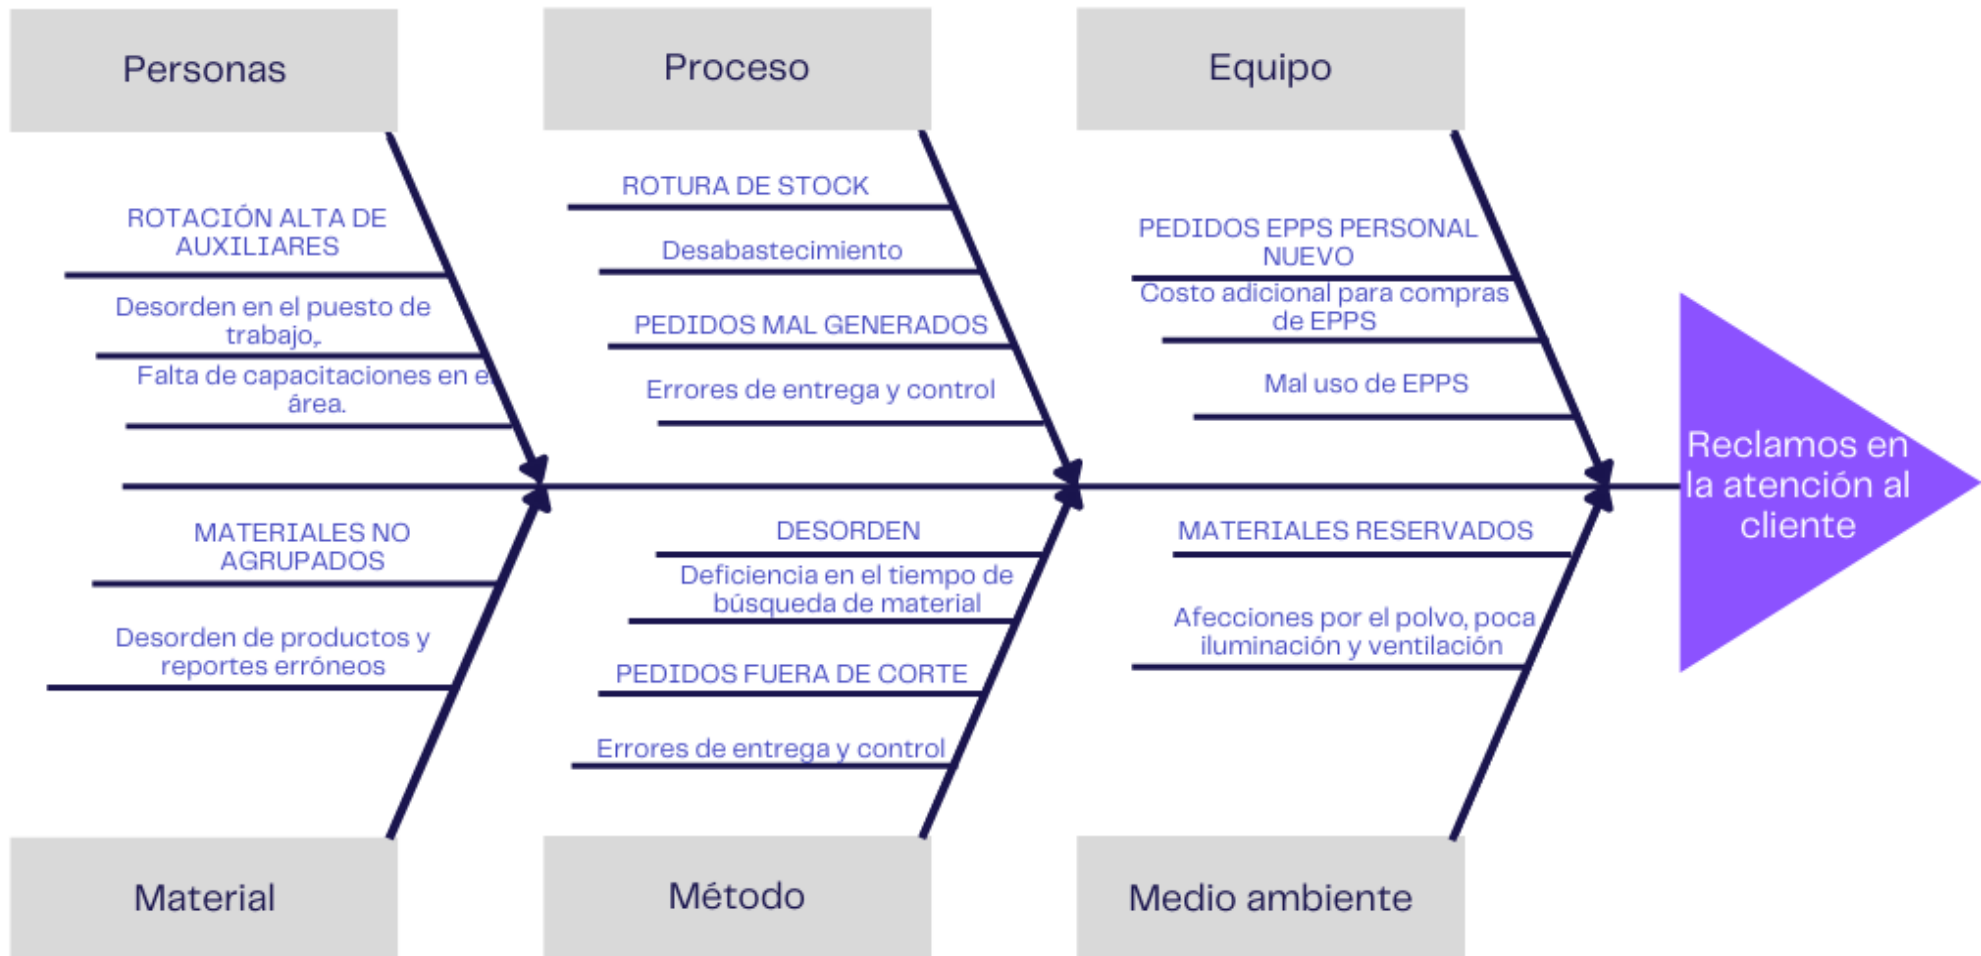 Personas
Proceso
Equipo
ROTACIÓN ALTA DE
AUXILIARES
Desorden en el puesto de
trabajo,.
Falta de capacitaciones en el
área.
ROTURA DE STOCK
Desabastecimiento
PEDIDOS MAL GENERADOS
Errores de entrega y control
PEDIDOS EPPS PERSONAL
NUEVO
Costo adicional para compras
de EPPS
Mal uso de EPPS
Reclamos en
la atención al
cliente
MATERIALES NO
AGRUPADOS
Desorden de productos y
reportes erróneos
DESORDEN
Deficiencia en el tiempo de
búsqueda de material
PEDIDOS FUERA DE CORTE
Errores de entrega y control
MATERIALES RESERVADOS
Afecciones por el polvo, poca
iluminación y ventilación
Material
Método
Medio ambiente